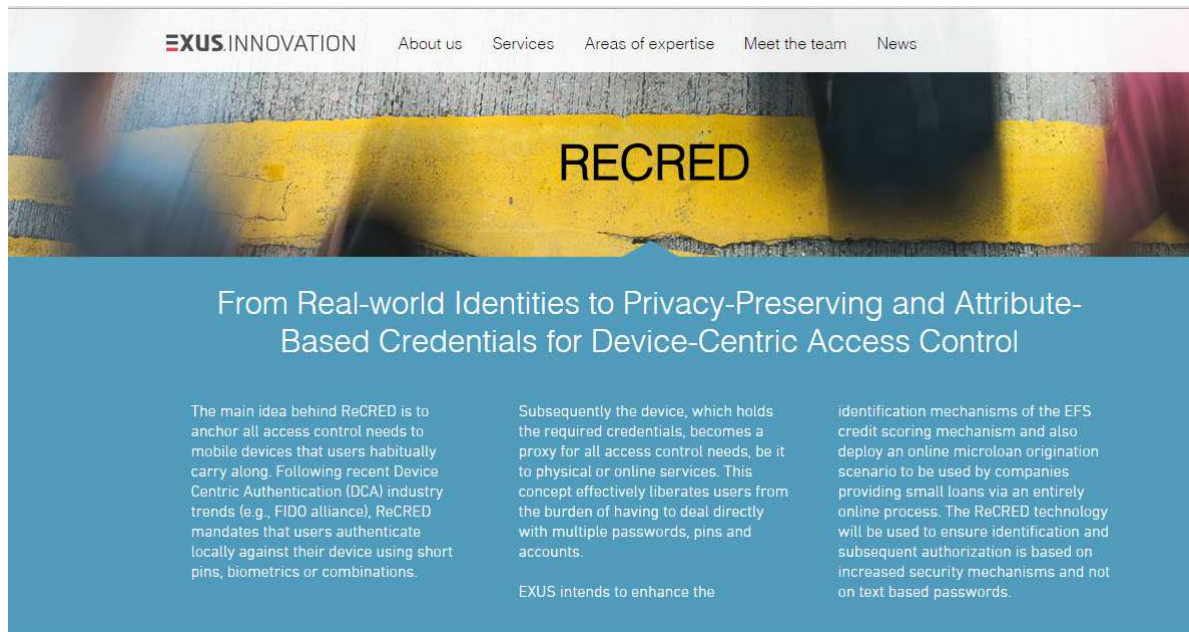 EXUS.INNOVATION About us Services Areas of expertise Meet the team News
RECRED
From Real-world Identities to Privacy-Preserving and Attribute-
Based Credentials for Device-Centric Access Control
The main idea behind ReCRED is to
anchor all access control needs to
mobile devices that users habitually
carry along. Following recent Device
Centric Authentication (DCA) industry
trends (e.g., FIDO alliance), ReCRED
mandates that users authenticate
locally against their device using short
pins, biometrics or combinations.
Subsequently the device, which holds
the required credentials, becomes a
proxy for all access control needs, be it
to physical or online services. This
concept effectively liberates users from
the burden of having to deal directly
with multiple passwords, pins and
accounts.
EXUS intends to enhance the
identification mechanisms of the EFS
credit scoring mechanism and also
deploy an online microloan origination
scenario to be used by companies
providing small loans via an entirely
online process. The ReCRED technology
will be used to ensure identification and
subsequent authorization is based on
increased security mechanisms and not
on text based passwords.